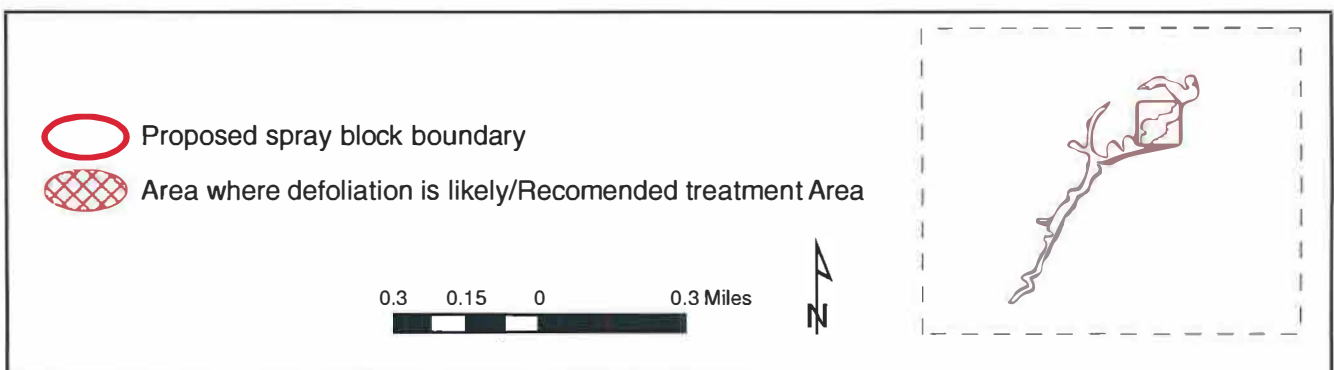 Proposed spray block boundary
Area where defoliation is likely/Recomended treatment Area
0.3 0.15 0 0.3 Miles
N